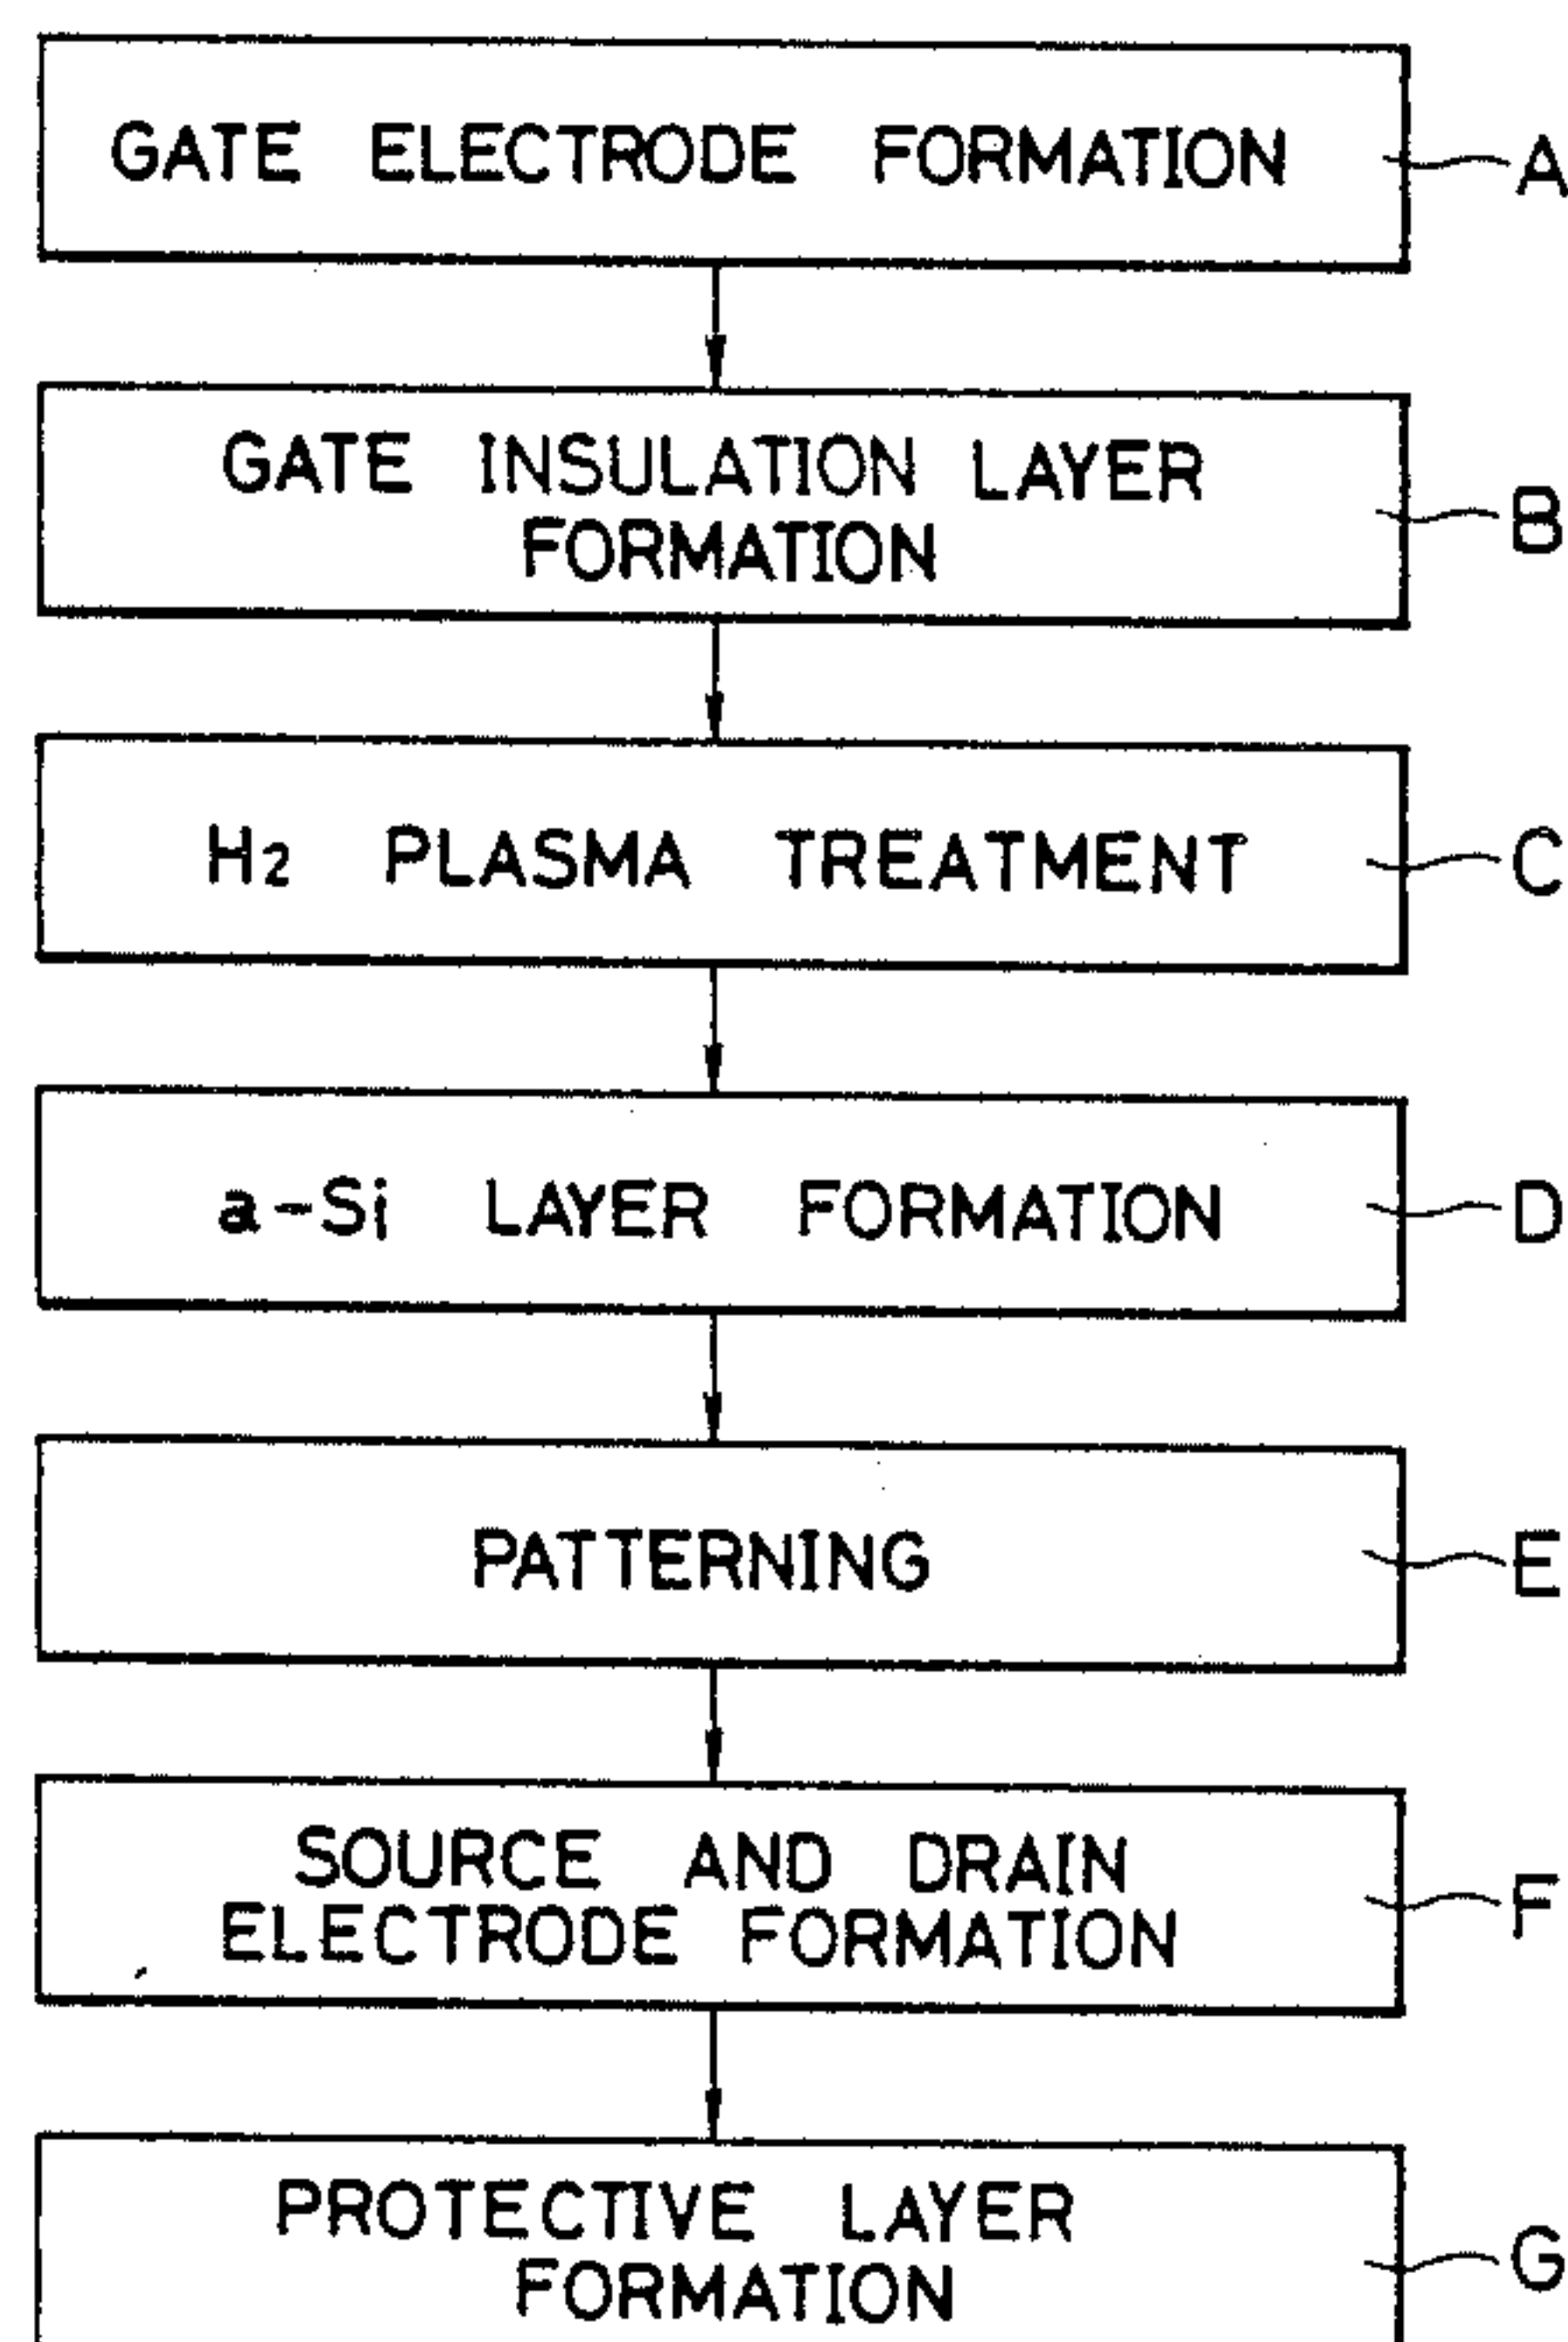 GATE ELECTRODE FORMATION
A
GATE INSULATION LAYER
FORMATION
B
H2 PLASMA TREATMENT
C
a-Si LAYER FORMATION
D
PATTERNING
E
SOURCE AND DRAIN
ELECTRODE FORMATION
F
PROTECTIVE LAYER
FORMATION
G